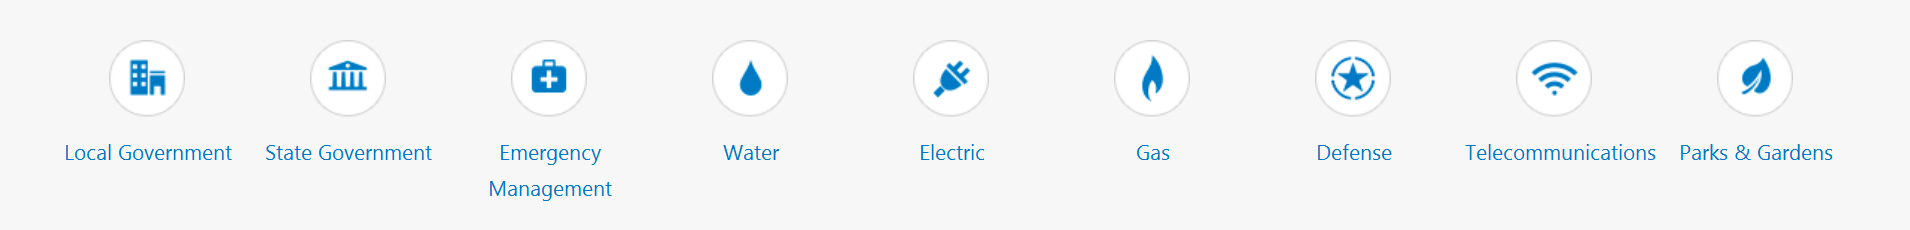 Local Government
State Government
Emergency
Management
Water
Electric
Gas
Defense
Telecommunications
Parks & Gardens